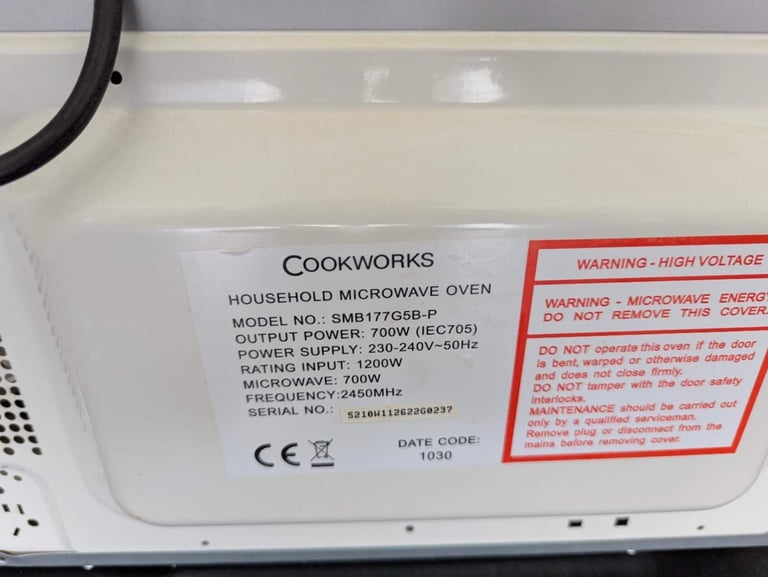 COOKWORKS
HOUSEHOLD MICROWAVE OVEN
MODEL NO.: SMB177G5B-P
OUTPUT POWER: 700W (IEC705)
POWER SUPPLY: 230-240V~50Hz
RATING INPUT: 1200W
MICROWAVE: 700W
FREQUENCY:2450MHz
SERIAL NO.: S210W112622G0237
CE
DATE CODE:
1030
WARNING - HIGH VOLTAGE
WARNING - MICROWAVE ENERGY
DO NOT REMOVE THIS COVER.
DO NOT operate this oven if the door
is bent, warped or otherwise damaged
and does not close firmly.
DO NOT tamper with the door safety
interlocks.
MAINTENANCE should be carried out
only by a qualified serviceman.
Remove plug or disconnect from the
mains before removing cover.